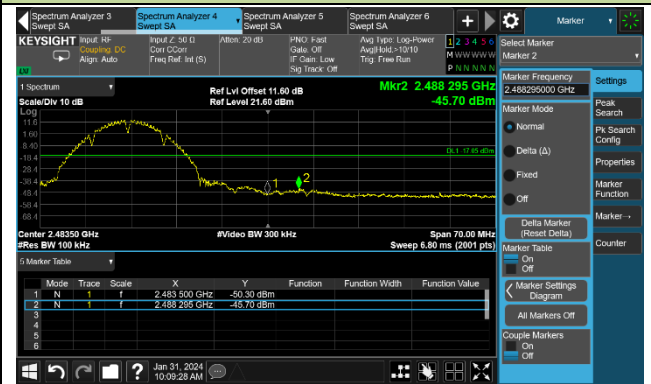 Spectrum Analyzer 3
Swept SA
Spectrum Analyzer 4
Swept SA
Spectrum Analyzer 5
Swept SA
Spectrum Analyzer 6
Swept SA
+
Marker
KEYSIGHT
Input: RF
Coupling: DC
Align: Auto
Input Z: 50 Ω
Corr CCorr
Freq Ref: Int (S)
Atten: 20 dB
PNO: Fast
Gate: Off
IF Gain: Low
Sig Track: Off
Avg Type: Log-Power
Avg|Hold:>10/10
Trig: Free Run
1 2 3 4 5 6
M W W W W W
P N N N N N
LXI
Select Marker
Marker 2
1 Spectrum
Scale/Div 10 dB
Ref Lvl Offset 11.60 dB
Ref Level 21.60 dBm
Mkr2 2.488 295 GHz
-45.70 dBm
Log
11.6
1.60
-8.40
-18.4
-28.4
-38.4
-48.4
-58.4
-68.4
DL1 -17.65 dBm
1
2
Center 2.48350 GHz
#Res BW 100 kHz
#Video BW 300 kHz
Span 70.00 MHz
Sweep 6.80 ms (2001 pts)
5 Marker Table
Mode Trace Scale X Y Function Function Width Function Value
1 N 1 f 2.483 500 GHz -50.30 dBm
2 N 1 f 2.488 295 GHz -45.70 dBm
3
4
5
6
Marker Frequency
2.488295000 GHz
Marker Mode
Normal
Delta (Δ)
Fixed
Off
Delta Marker
(Reset Delta)
Marker Table
On
Off
Marker Settings
Diagram
All Markers Off
Couple Markers
On
Off
Settings
Peak
Search
Pk Search
Config
Properties
Marker
Function
Marker→
Counter
?
Jan 31, 2024
10:09:28 AM